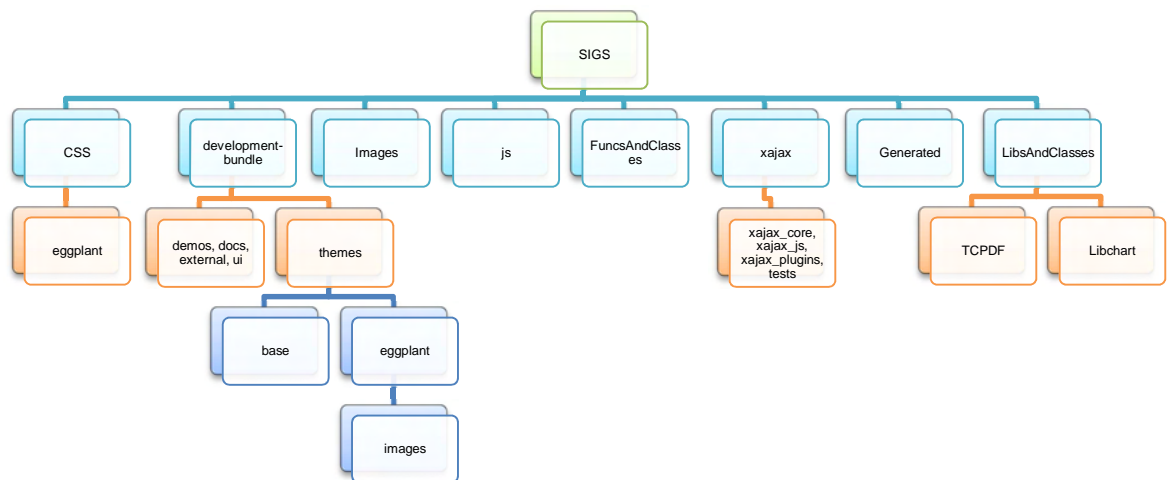 SIGS
CSS
development-
bundle
Images
js
FuncsAndClass
es
xajax
Generated
LibsAndClasses
eggplant
demos, docs,
external, ui
themes
xajax_core,
xajax_js,
xajax_plugins,
tests
TCPDF
Libchart
base
eggplant
images